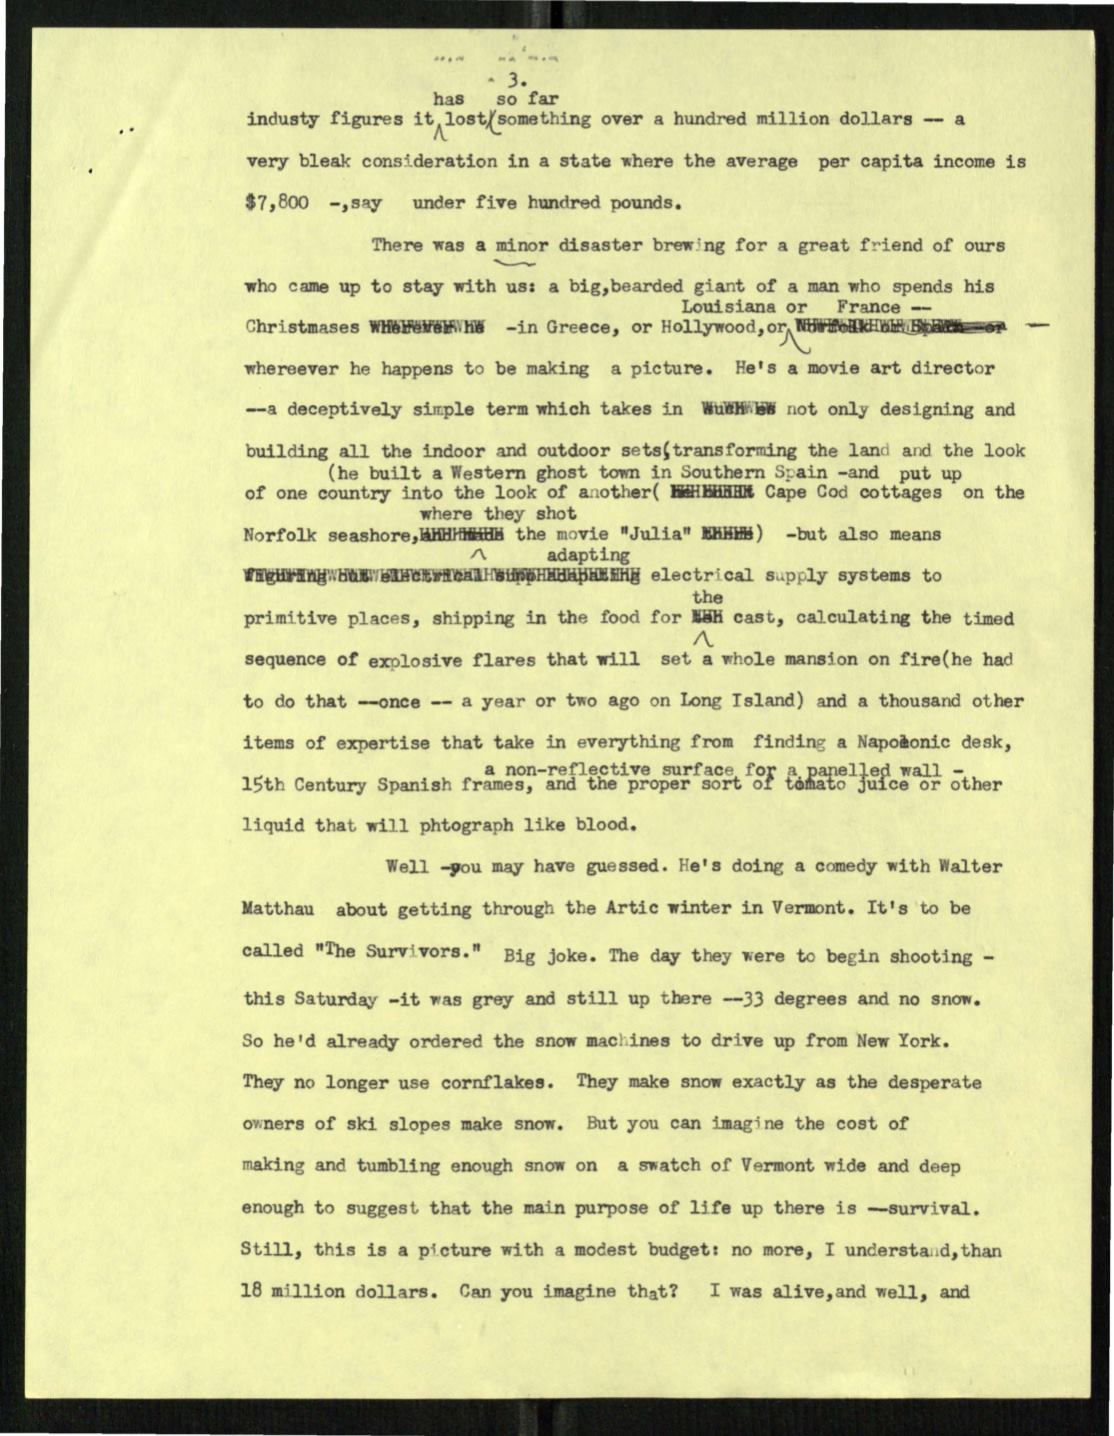 3.
has so far
industy figures it lost (something over a hundred million dollars -- a
very bleak consideration in a state where the average per capita income is
$7,800 -,say under five hundred pounds.
There was a minor disaster brewing for a great friend of ours
who came up to stay with us: a big,bearded giant of a man who spends his
Louisiana or France --
Christmases wherever he -in Greece, or Hollywood,or Norfolk or Spain --or --
whereever he happens to be making a picture. He's a movie art director
--a deceptively simple term which takes in not only designing and
building all the indoor and outdoor sets(transforming the land and the look
(he built a Western ghost town in Southern Spain -and put up
of one country into the look of another( Cape Cod cottages on the
where they shot
Norfolk seashore, the movie "Julia" ) -but also means
adapting
figuring out electrical supp adapting electrical supply systems to
the
primitive places, shipping in the food for cast, calculating the timed
sequence of explosive flares that will set a whole mansion on fire(he had
to do that --once -- a year or two ago on Long Island) and a thousand other
items of expertise that take in everything from finding a Napoleonic desk,
a non-reflective surface for a panelled wall -
15th Century Spanish frames, and the proper sort of tomato juice or other
liquid that will phtograph like blood.
Well -you may have guessed. He's doing a comedy with Walter
Matthau about getting through the Artic winter in Vermont. It's to be
called "The Survivors." Big joke. The day they were to begin shooting -
this Saturday -it was grey and still up there --33 degrees and no snow.
So he'd already ordered the snow machines to drive up from New York.
They no longer use cornflakes. They make snow exactly as the desperate
owners of ski slopes make snow. But you can imagine the cost of
making and tumbling enough snow on a swatch of Vermont wide and deep
enough to suggest that the main purpose of life up there is --survival.
Still, this is a picture with a modest budget: no more, I understand,than
18 million dollars. Can you imagine that? I was alive,and well, and